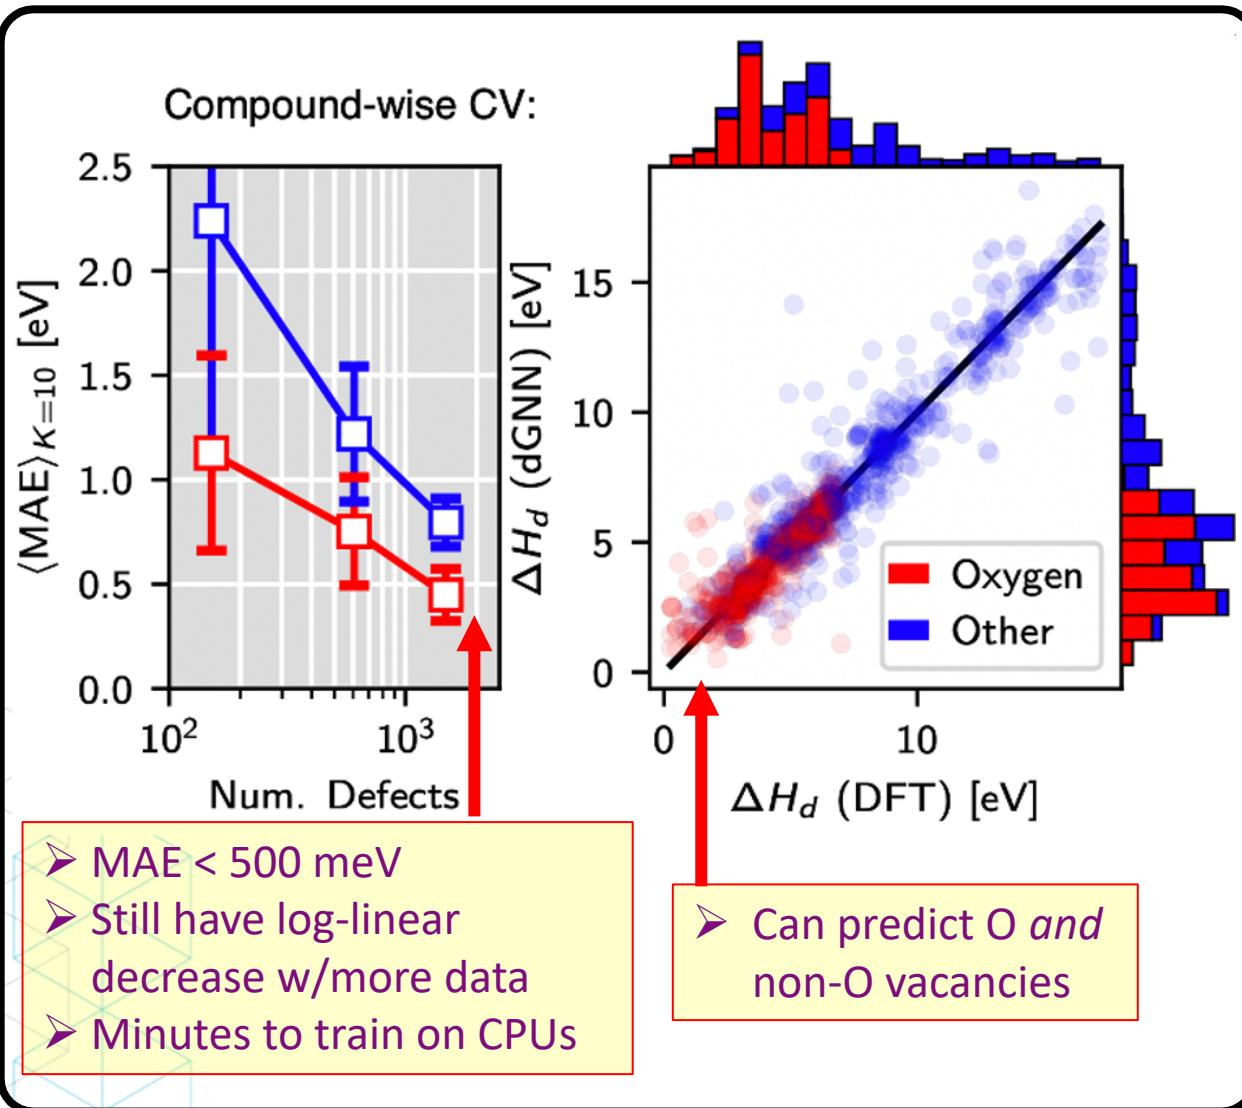 Compound-wise CV:
⟨MAE⟩K=10 [eV]
2.5
2.0
1.5
1.0
0.5
0.0
10²
10³
Num. Defects
ΔHd (dGNN) [eV]
15
10
5
0
0
10
ΔHd (DFT) [eV]
Oxygen
Other
➢ MAE < 500 meV
➢ Still have log-linear
decrease w/more data
➢ Minutes to train on CPUs
➢ Can predict O and
non-O vacancies